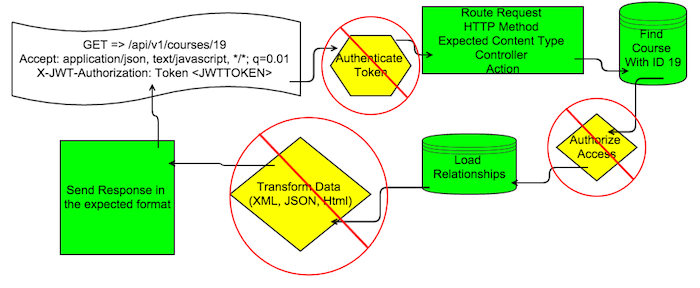 GET => /api/v1/courses/19
Accept: application/json, text/javascript, */*; q=0.01
X-JWT-Authorization: Token <JWTTOKEN>
Authenticate
Token
Route Request
HTTP Method
Expected Content Type
Controller
Action
Find
Course
With ID 19
Authorize
Access
Load
Relationships
Transform Data
(XML, JSON, Html)
Send Response in
the expected format